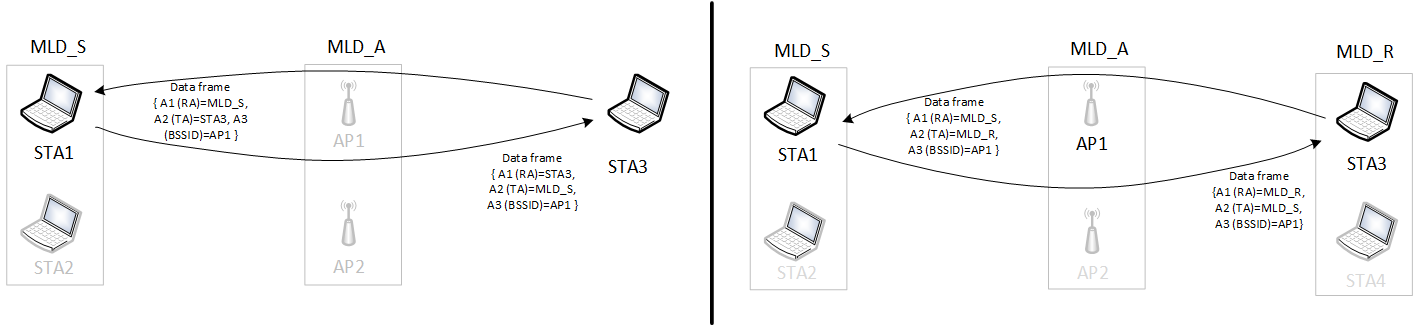 MLD_S
MLD_A
Data frame
{ A1 (RA)=MLD_S,
A2 (TA)=STA3, A3
(BSSID)=AP1 }
STA1
AP1
STA3
Data frame
{ A1 (RA)=STA3,
A2 (TA)=MLD_S,
A3 (BSSID)=AP1 }
STA2
AP2
MLD_S
MLD_A
MLD_R
Data frame
{ A1 (RA)=MLD_S,
A2 (TA)=MLD_R,
A3 (BSSID)=AP1 }
STA1
AP1
STA3
Data frame
{A1 (RA)=MLD_R,
A2 (TA)=MLD_S,
A3 (BSSID)=AP1}
STA2
AP2
STA4